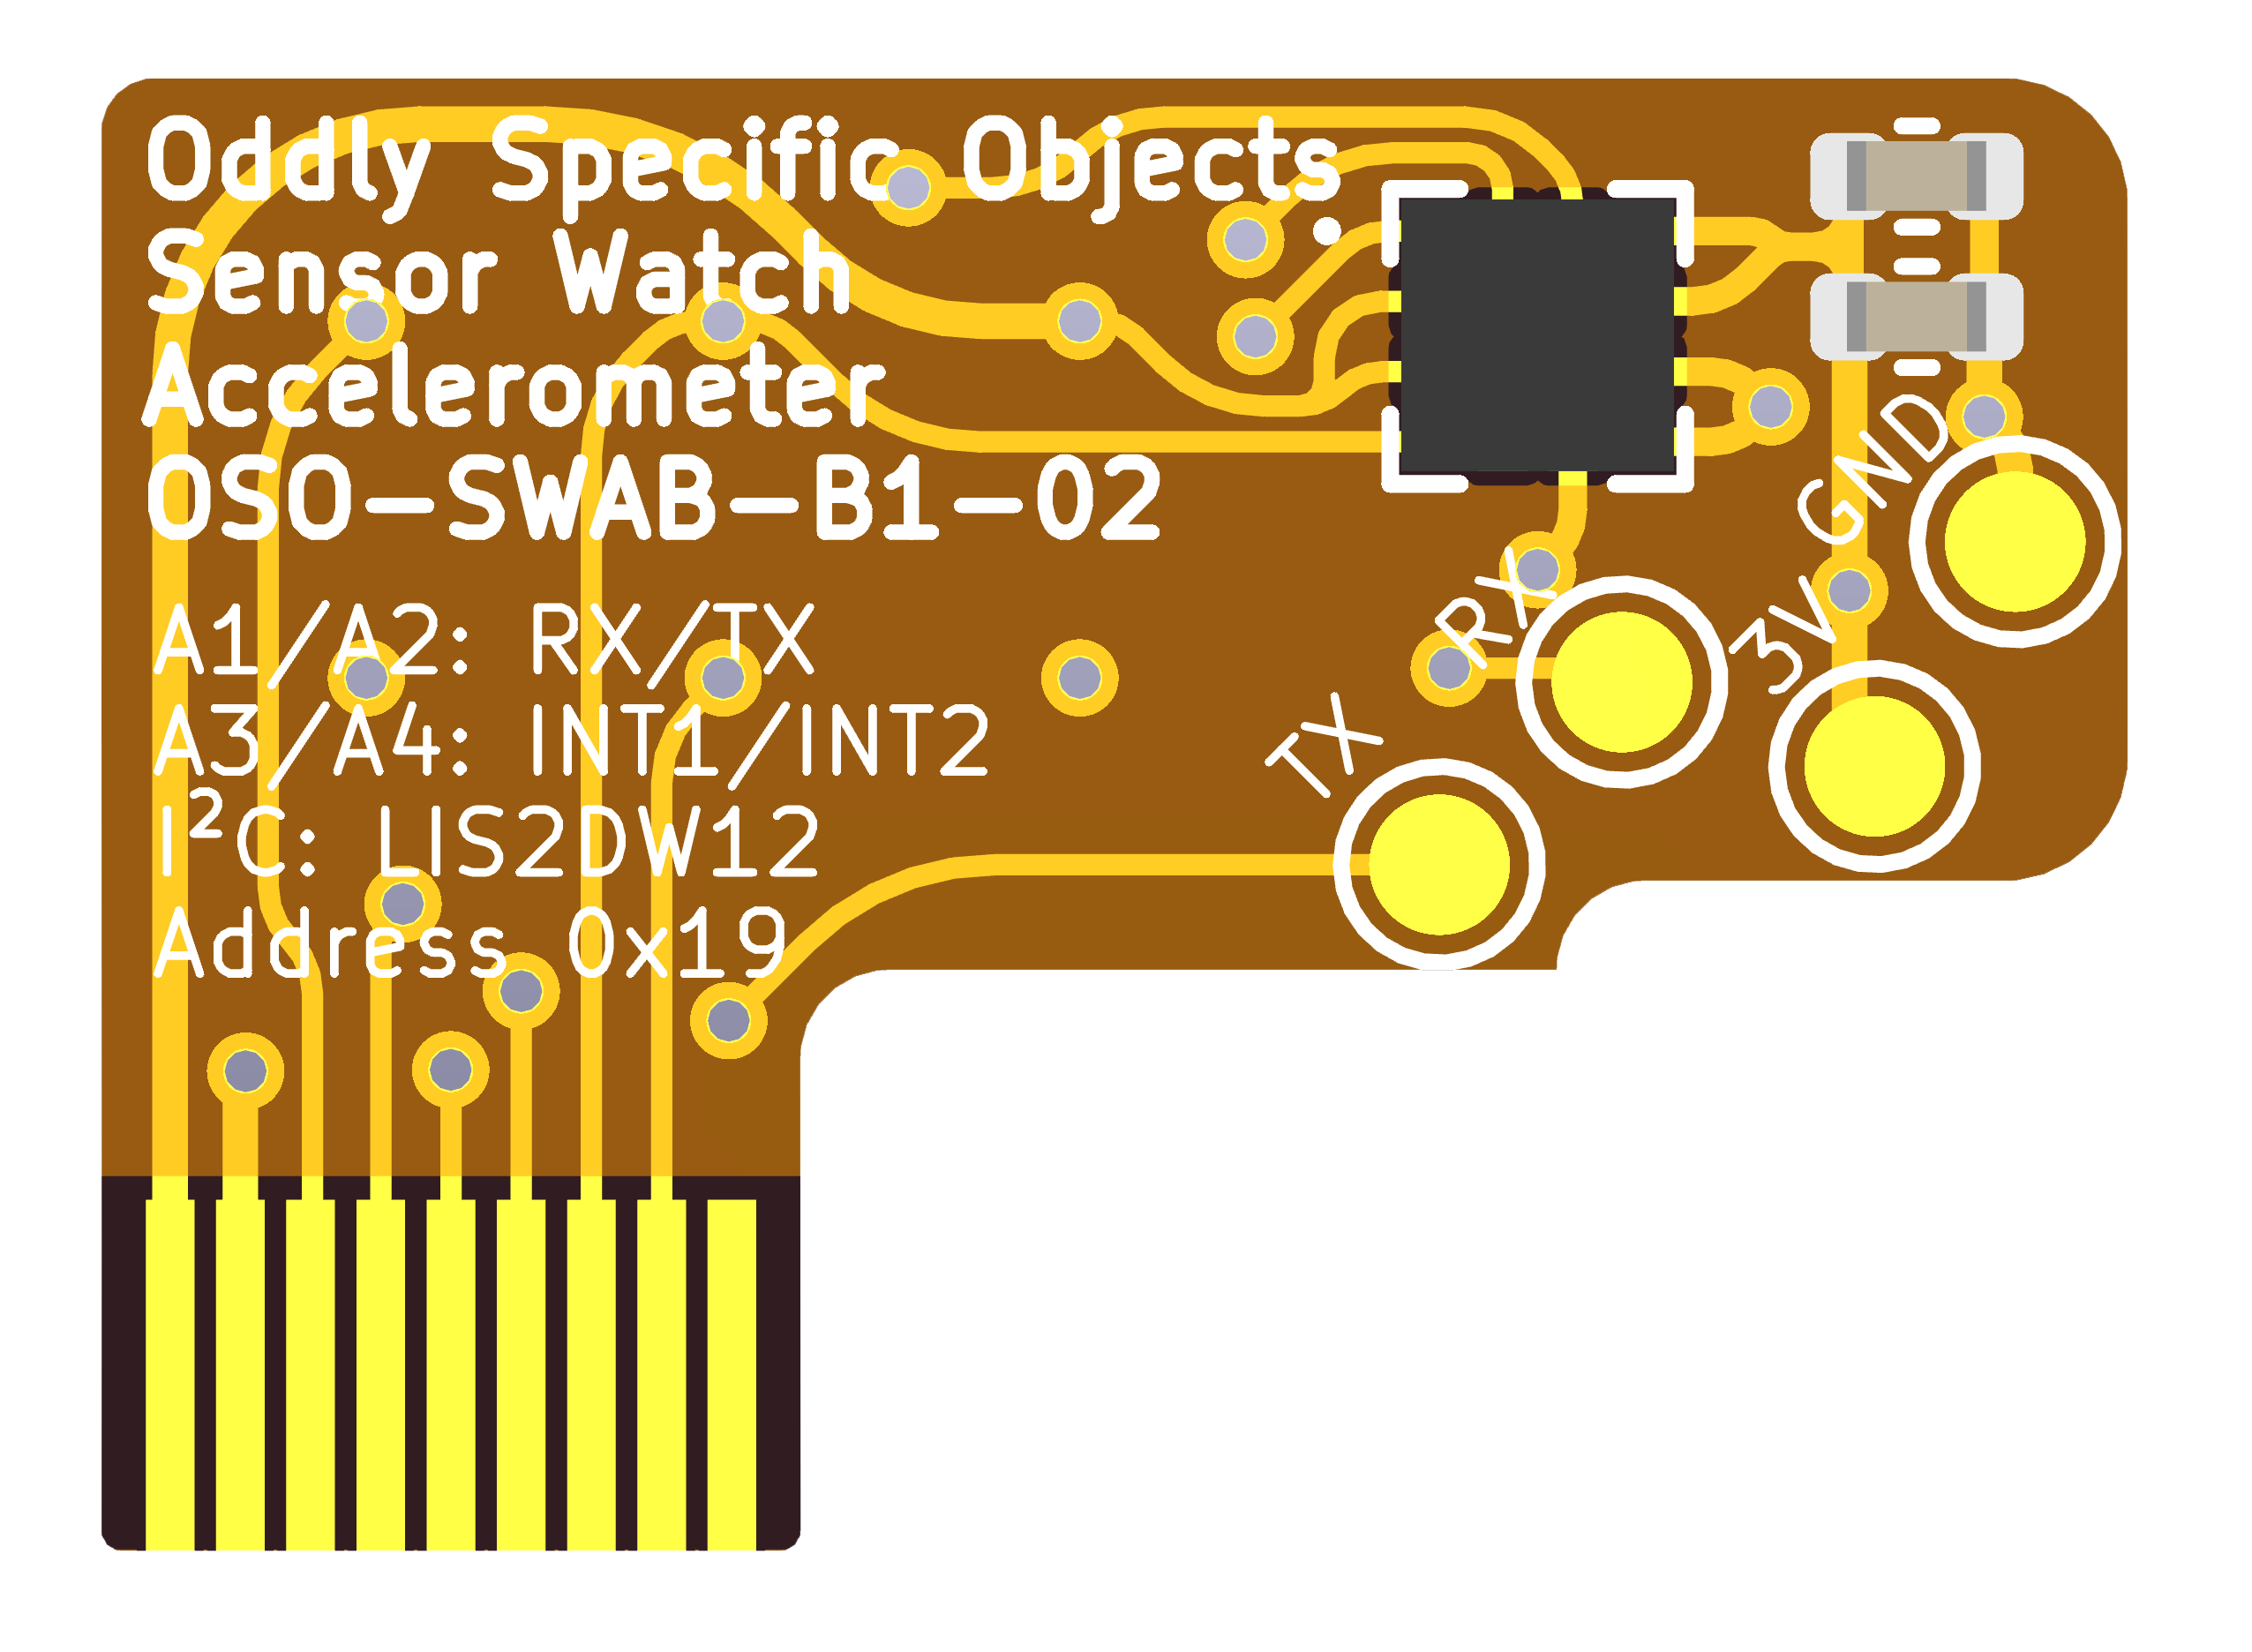 Oddly Specific Objects
Sensor Watch
Accelerometer
OSO-SWAB-B1-02
A1/A2: RX/TX
A3/A4: INT1/INT2
I²C: LIS2DW12
Address 0x19
GND
3V
RX
TX